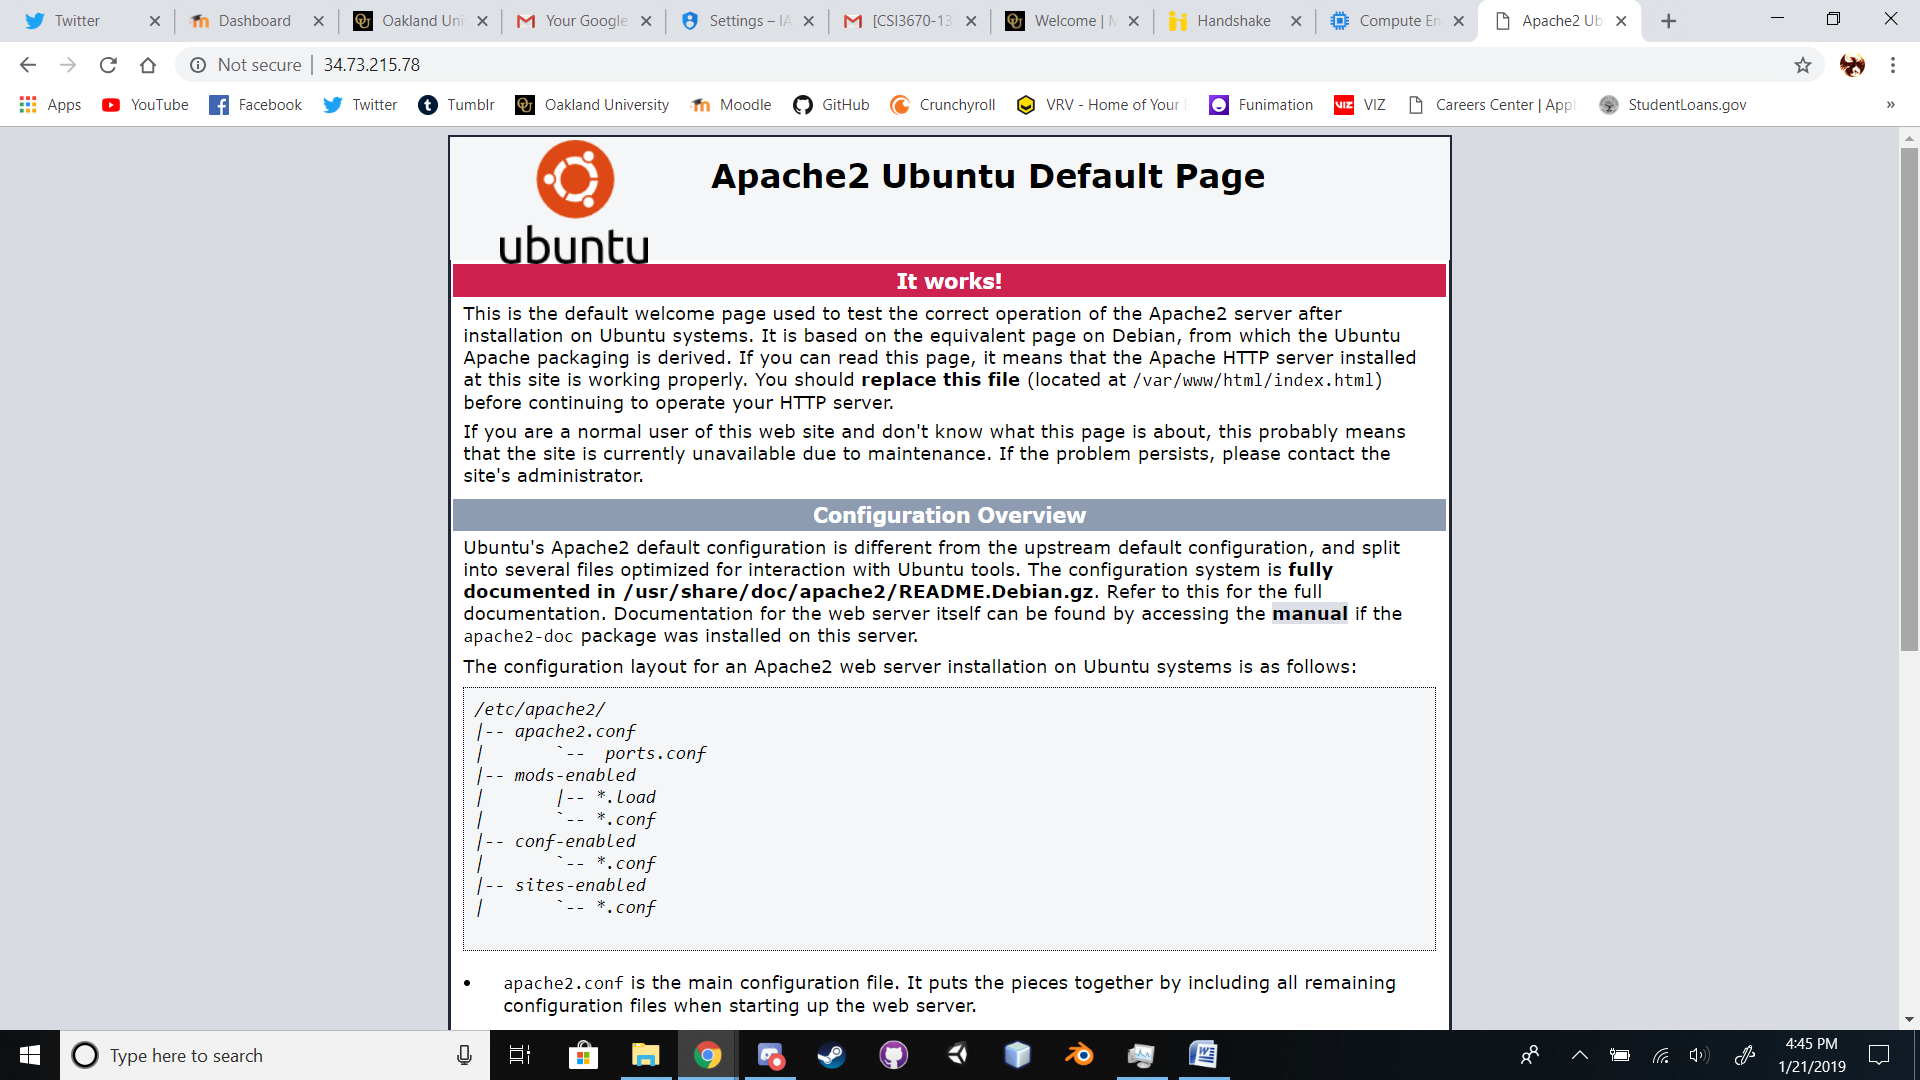 Twitter
Dashboard
Oakland Uni
Your Google
Settings – IA
[CSI3670-13
Welcome | M
Handshake
Compute En
Apache2 Ub
Not secure | 34.73.215.78
Apps
YouTube
Facebook
Twitter
Tumblr
Oakland University
Moodle
GitHub
Crunchyroll
VRV - Home of Your
Funimation
VIZ
Careers Center | Appl
StudentLoans.gov
»
ubuntu
Apache2 Ubuntu Default Page
It works!
This is the default welcome page used to test the correct operation of the Apache2 server after
installation on Ubuntu systems. It is based on the equivalent page on Debian, from which the Ubuntu
Apache packaging is derived. If you can read this page, it means that the Apache HTTP server installed
at this site is working properly. You should replace this file (located at /var/www/html/index.html)
before continuing to operate your HTTP server.
If you are a normal user of this web site and don't know what this page is about, this probably means
that the site is currently unavailable due to maintenance. If the problem persists, please contact the
site's administrator.
Configuration Overview
Ubuntu's Apache2 default configuration is different from the upstream default configuration, and split
into several files optimized for interaction with Ubuntu tools. The configuration system is fully
documented in /usr/share/doc/apache2/README.Debian.gz. Refer to this for the full
documentation. Documentation for the web server itself can be found by accessing the manual if the
apache2-doc package was installed on this server.
The configuration layout for an Apache2 web server installation on Ubuntu systems is as follows:
/etc/apache2/
|-- apache2.conf
|       `--  ports.conf
|-- mods-enabled
|       |-- *.load
|       `-- *.conf
|-- conf-enabled
|       `-- *.conf
|-- sites-enabled
|       `-- *.conf
• apache2.conf is the main configuration file. It puts the pieces together by including all remaining
configuration files when starting up the web server.
Type here to search
4:45 PM
1/21/2019